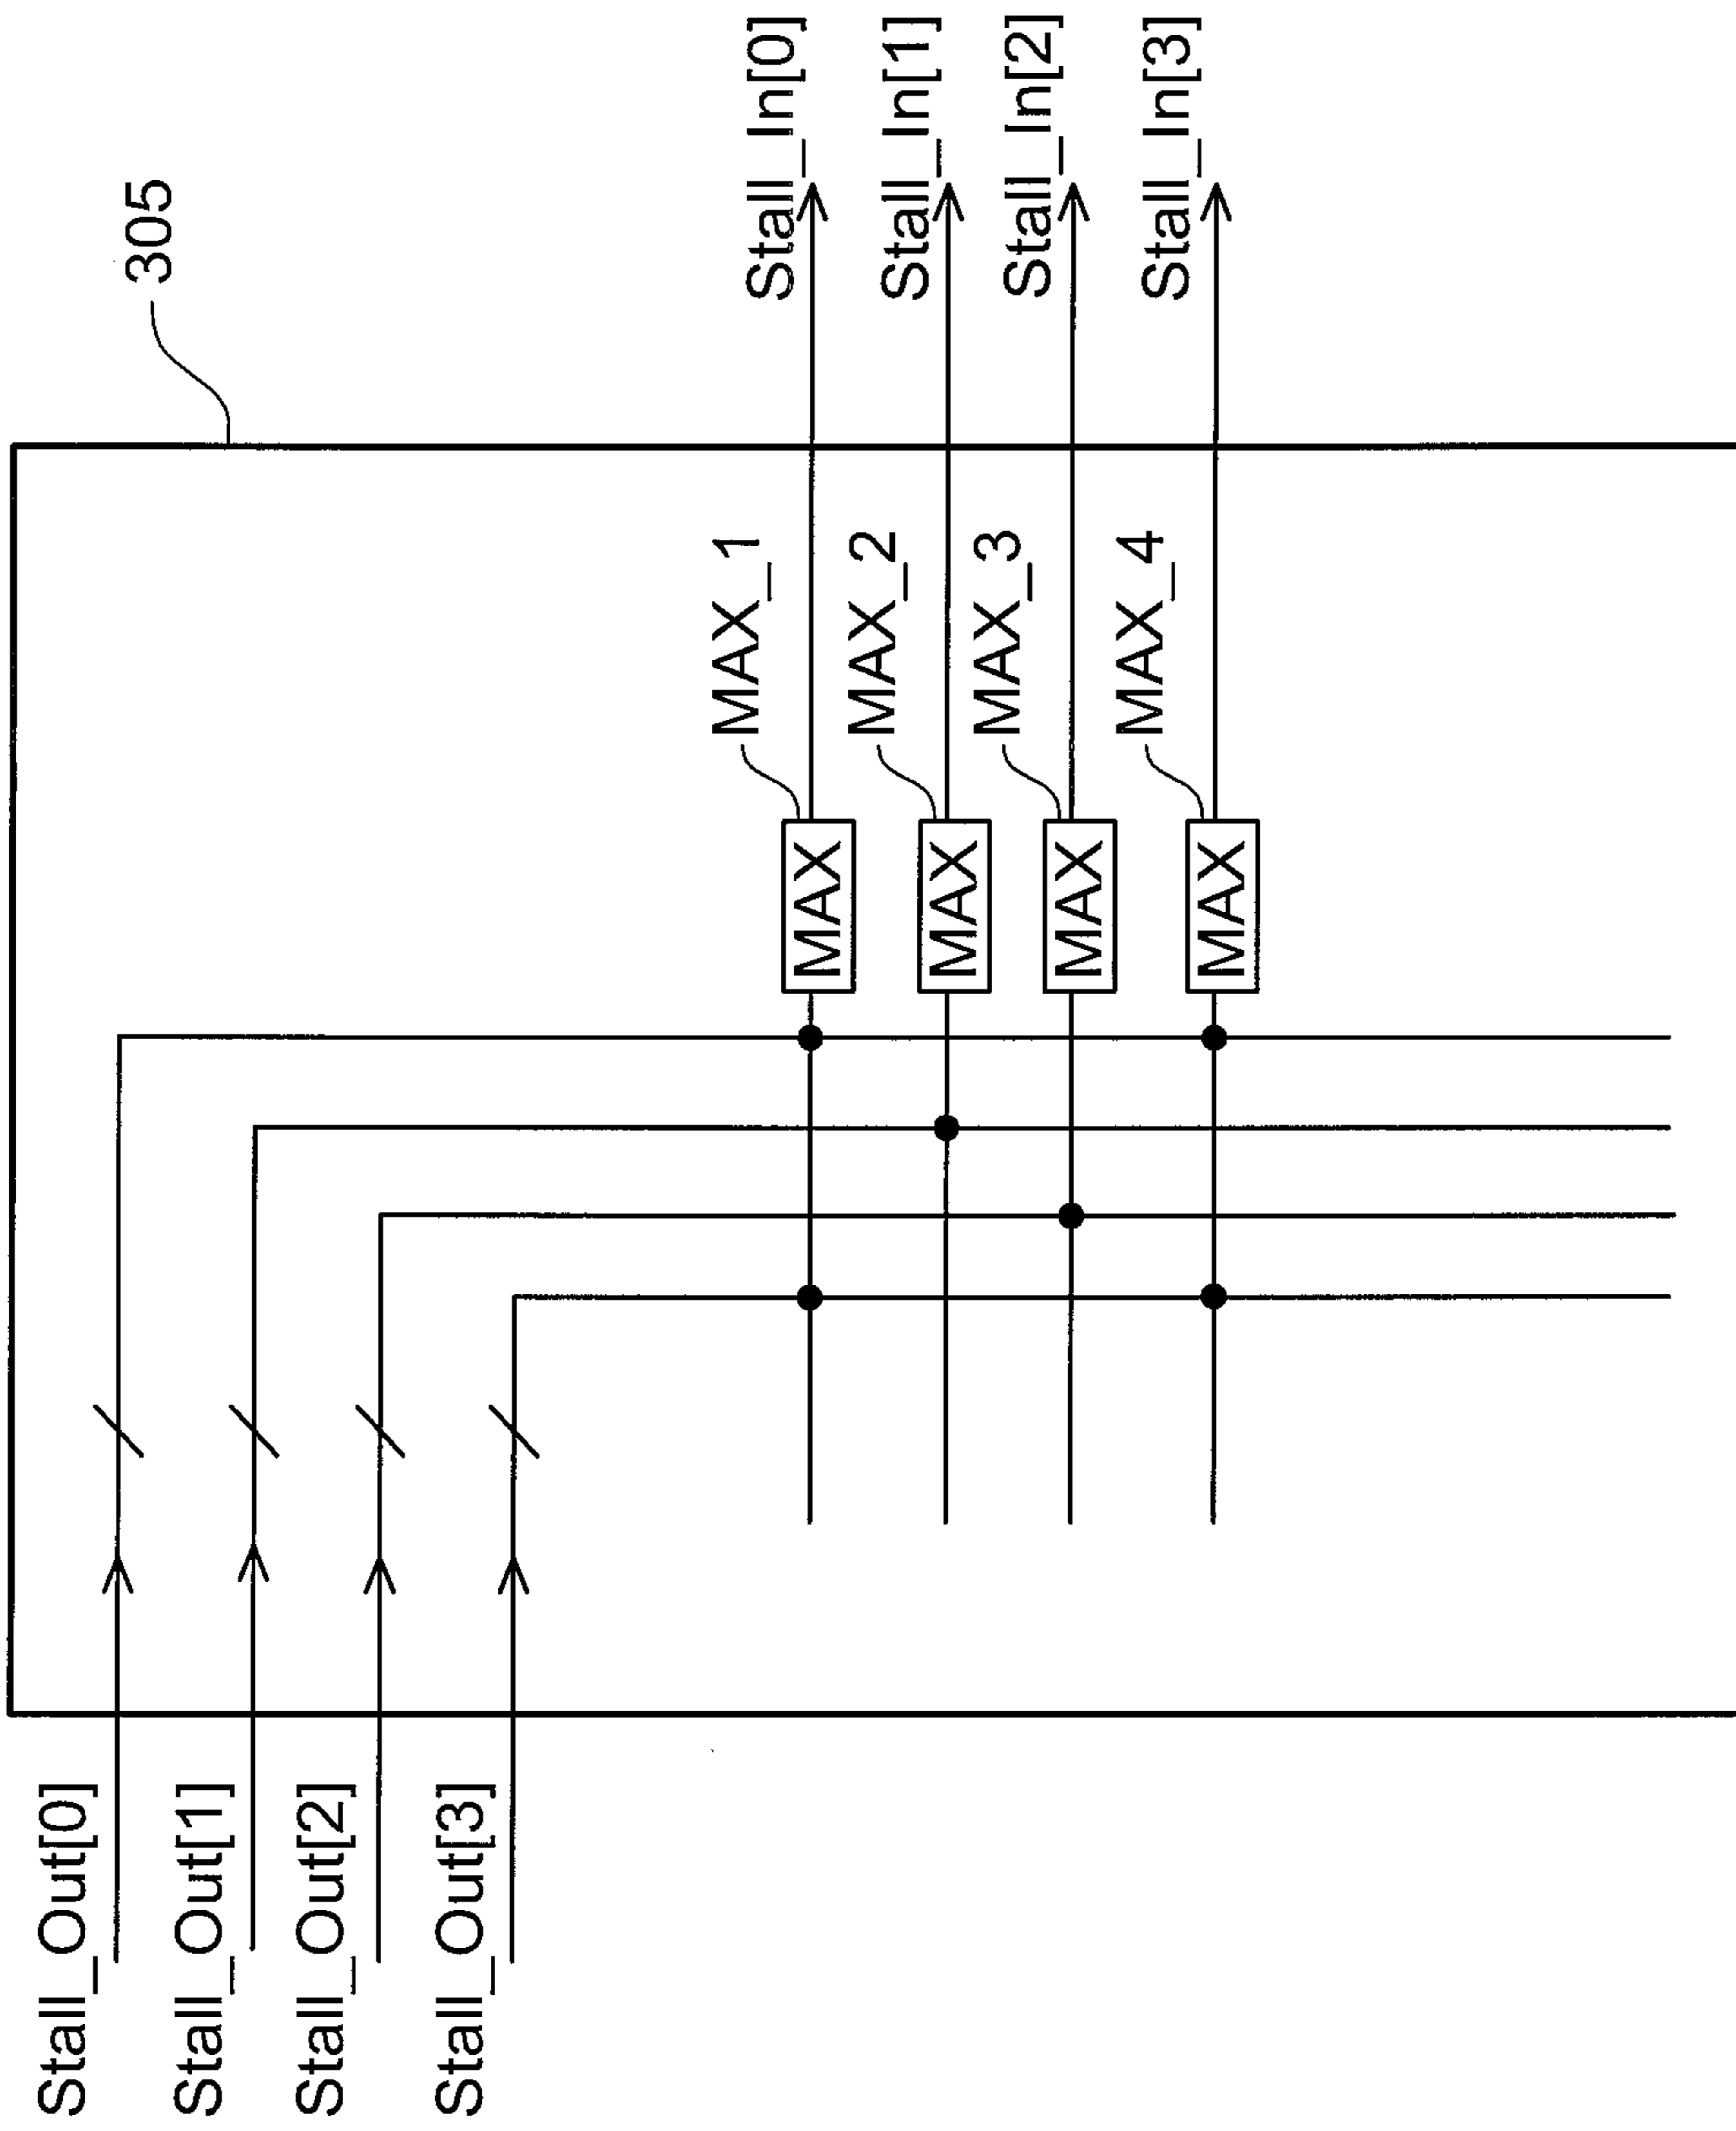 305
Stall_Out[0]
Stall_Out[1]
Stall_Out[2]
Stall_Out[3]
MAX_1
MAX
Stall_In[0]
MAX_2
MAX
Stall_In[1]
MAX_3
MAX
Stall_In[2]
MAX_4
MAX
Stall_In[3]